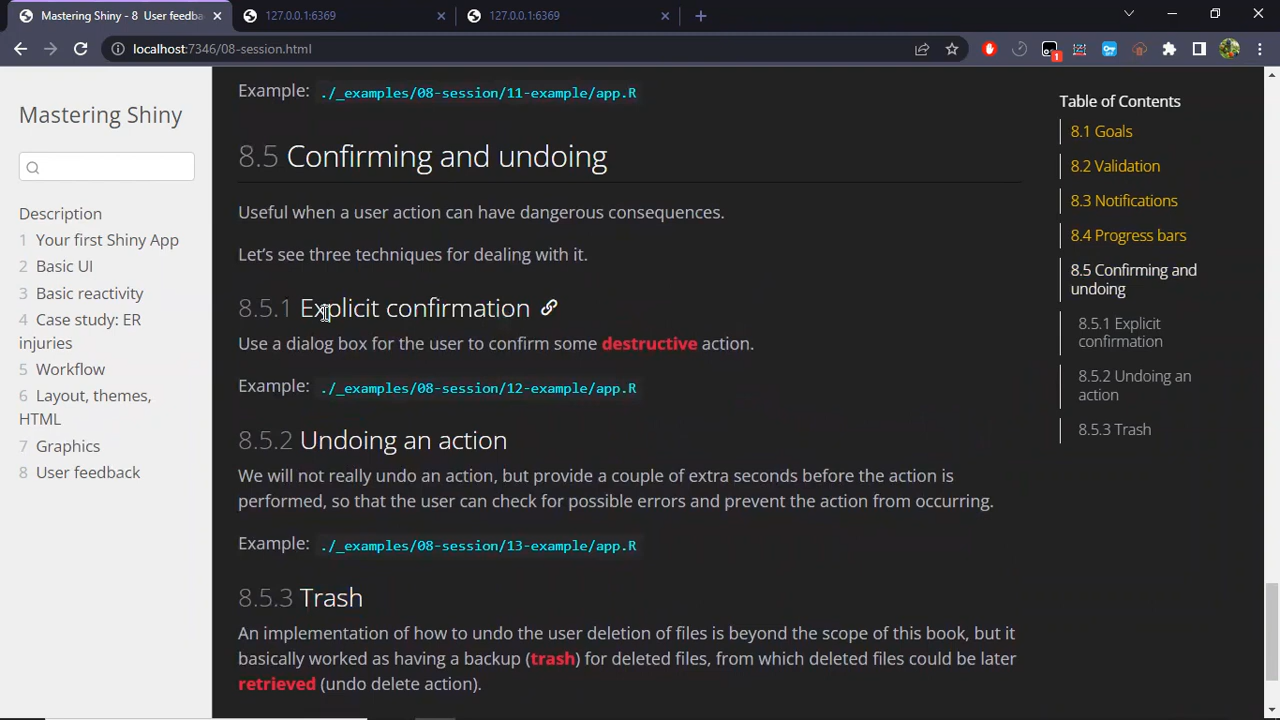 Mastering Shiny - 8 User feedba
127.0.0.1:6369
127.0.0.1:6369
localhost:7346/08-session.html
1
Mastering Shiny
Description
1 Your first Shiny App
2 Basic UI
3 Basic reactivity
4 Case study: ER
injuries
5 Workflow
6 Layout, themes,
HTML
7 Graphics
8 User feedback
Example: ./_examples/08-session/11-example/app.R
8.5 Confirming and undoing
Useful when a user action can have dangerous consequences.
Let's see three techniques for dealing with it.
8.5.1 Explicit confirmation
Use a dialog box for the user to confirm some destructive action.
Example: ./_examples/08-session/12-example/app.R
8.5.2 Undoing an action
We will not really undo an action, but provide a couple of extra seconds before the action is
performed, so that the user can check for possible errors and prevent the action from occurring.
Example: ./_examples/08-session/13-example/app.R
8.5.3 Trash
An implementation of how to undo the user deletion of files is beyond the scope of this book, but it
basically worked as having a backup (trash) for deleted files, from which deleted files could be later
retrieved (undo delete action).
Table of Contents
8.1 Goals
8.2 Validation
8.3 Notifications
8.4 Progress bars
8.5 Confirming and
undoing
8.5.1 Explicit
confirmation
8.5.2 Undoing an
action
8.5.3 Trash